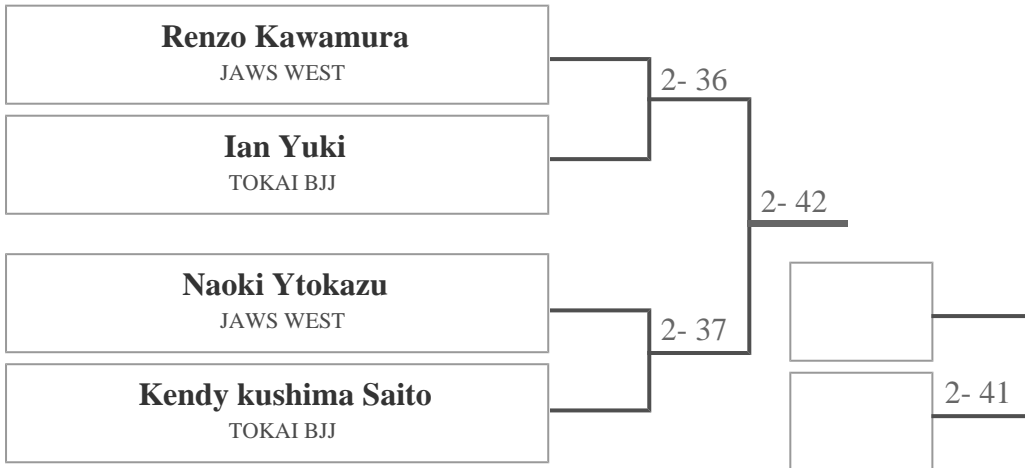 Renzo Kawamura
JAWS WEST
2- 36
Ian Yuki
TOKAI BJJ
2- 42
Naoki Ytokazu
JAWS WEST
2- 37
Kendy kushima Saito
TOKAI BJJ
2- 41